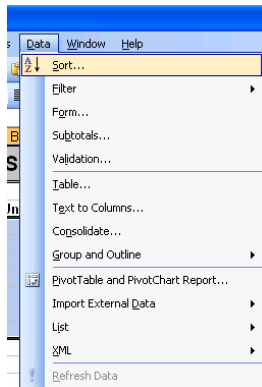 Data Window Help
Sort...
Filter
Form...
Subtotals...
Validation...
Table...
Text to Columns...
Consolidate...
Group and Outline
PivotTable and PivotChart Report...
Import External Data
List
XML
Refresh Data